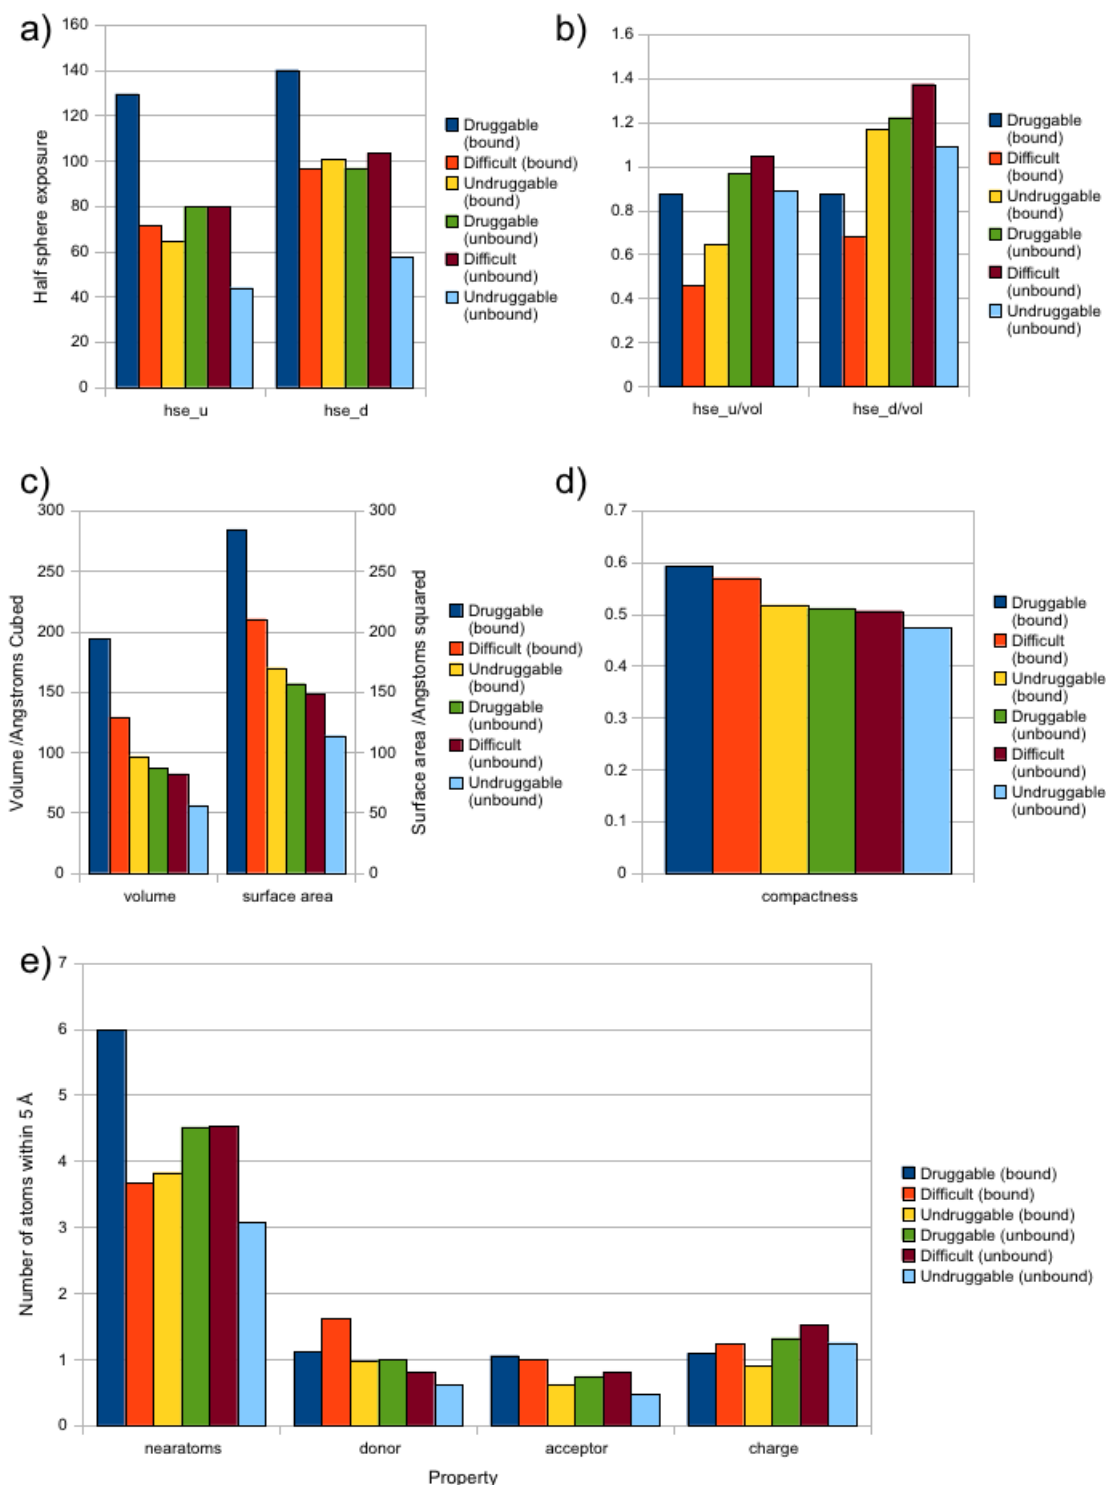 a)
160
140
120
100
80
60
40
20
0
Half sphere exposure
hse_u hse_d
Druggable
(bound)
Difficult (bound)
Undruggable
(bound)
Druggable
(unbound)
Difficult
(unbound)
Undruggable
(unbound)
b)
1.6
1.4
1.2
1
0.8
0.6
0.4
0.2
0
hse_u/vol hse_d/vol
Druggable
(bound)
Difficult
(bound)
Undruggable
(bound)
Druggable
(unbound)
Difficult
(unbound)
Undruggable
(unbound)
c)
300
250
200
150
100
50
0
Volume /Angstroms Cubed
300
250
200
150
100
50
0
Surface area /Angstoms squared
volume surface area
Druggable
(bound)
Difficult (bound)
Undruggable
(bound)
Druggable
(unbound)
Difficult
(unbound)
Undruggable
(unbound)
d)
0.7
0.6
0.5
0.4
0.3
0.2
0.1
0
compactness
Druggable
(bound)
Difficult
(bound)
Undruggable
(bound)
Druggable
(unbound)
Difficult
(unbound)
Undruggable
(unbound)
e)
7
6
5
4
3
2
1
0
Number of atoms within 5 Å
nearatoms donor acceptor charge
Property
Druggable (bound)
Difficult (bound)
Undruggable (bound)
Druggable (unbound)
Difficult (unbound)
Undruggable (unbound)